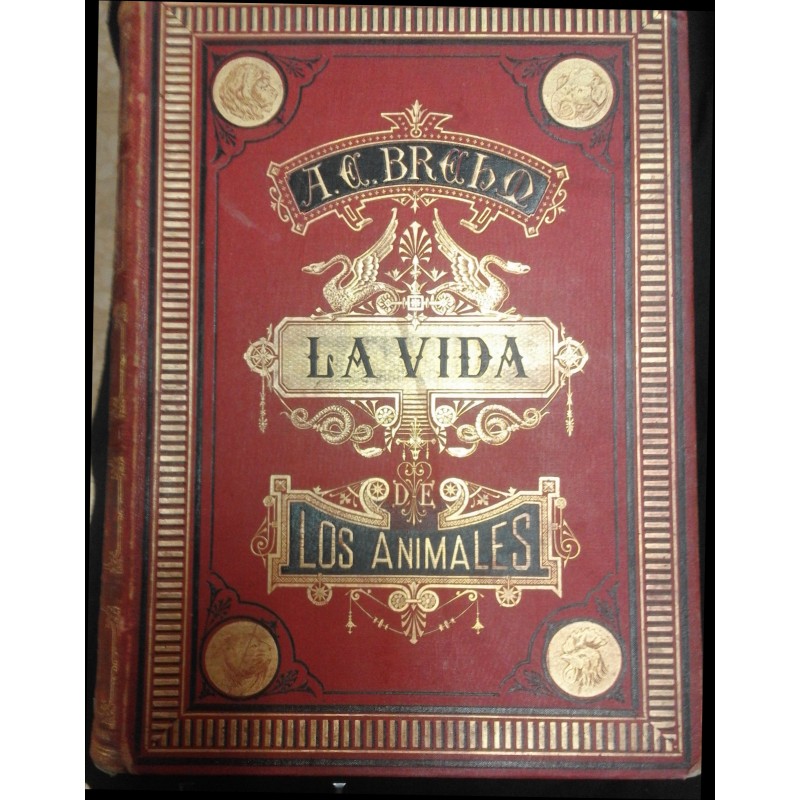 A. E. BREHM
LA VIDA
DE
LOS ANIMALES